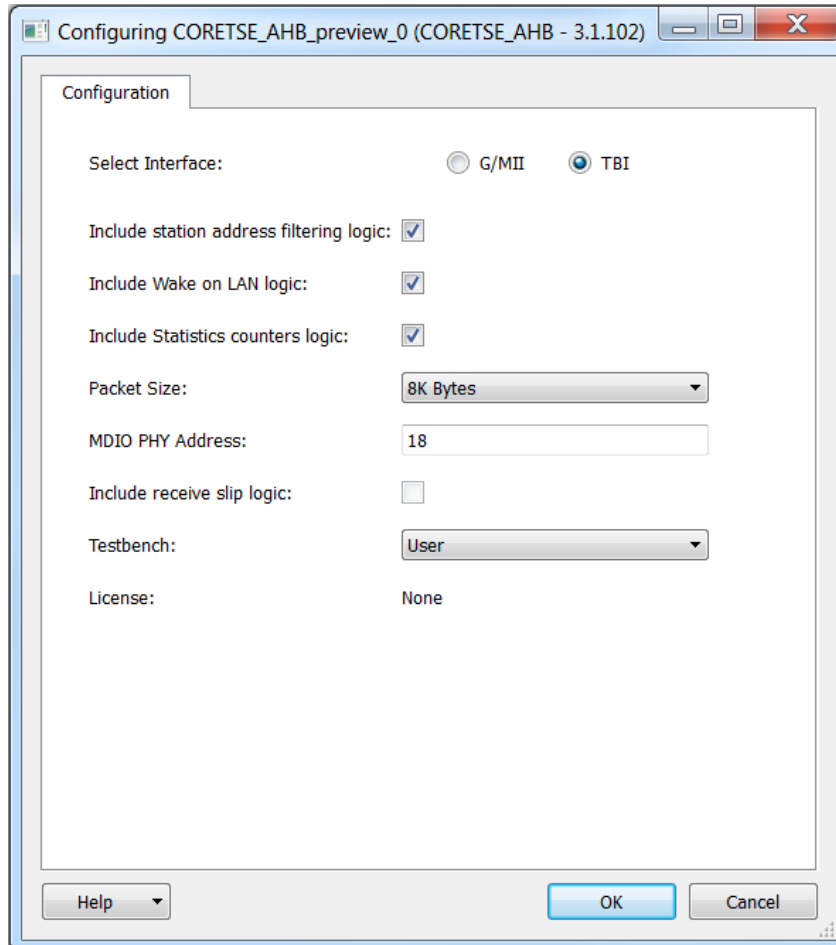 Configuring CORETSE_AHB_preview_0 (CORETSE_AHB - 3.1.102)
Configuration
Select Interface: G/MII TBI
Include station address filtering logic:
Include Wake on LAN logic:
Include Statistics counters logic:
Packet Size: 8K Bytes
MDIO PHY Address: 18
Include receive slip logic:
Testbench: User
License: None
Help OK Cancel